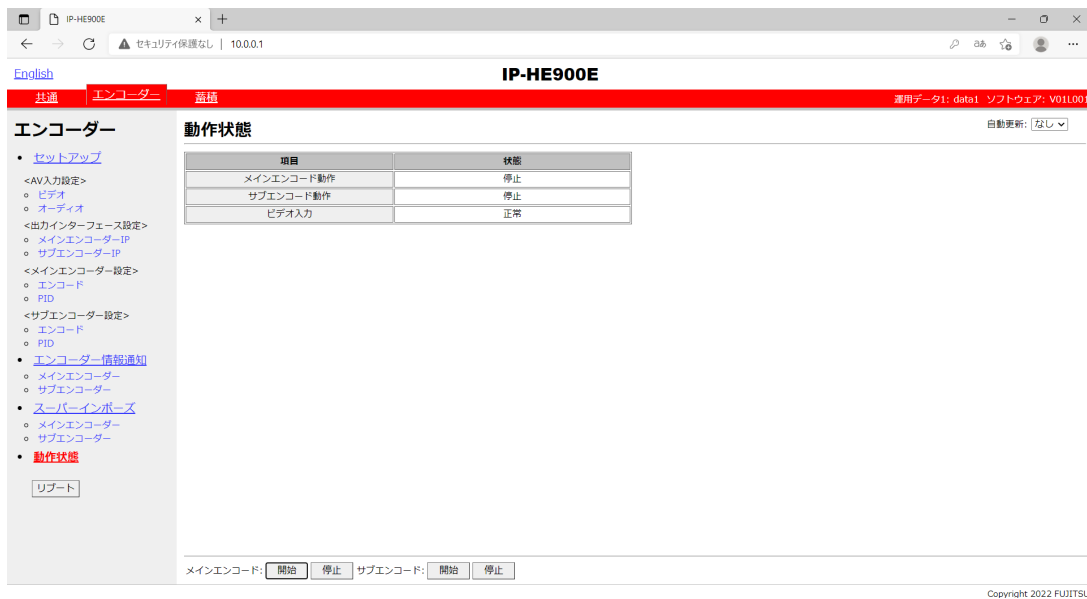 IP-HE900E
セキュリティ保護なし | 10.0.0.1
English
IP-HE900E
共通 エンコーダー 蓄積 運用データ1: data1 ソフトウェア: V01L001
エンコーダー
セットアップ
<AV入力設定>
ビデオ
オーディオ
<出力インターフェース設定>
メインエンコーダーIP
サブエンコーダーIP
<メインエンコーダー設定>
エンコード
PID
<サブエンコーダー設定>
エンコード
PID
エンコーダー情報通知
メインエンコーダー
サブエンコーダー
スーパーインポーズ
メインエンコーダー
サブエンコーダー
動作状態
リブート
動作状態 自動更新: なし
項目 状態
メインエンコード動作 停止
サブエンコード動作 停止
ビデオ入力 正常
メインエンコード: 開始 停止 サブエンコード: 開始 停止
Copyright 2022 FUJITSU